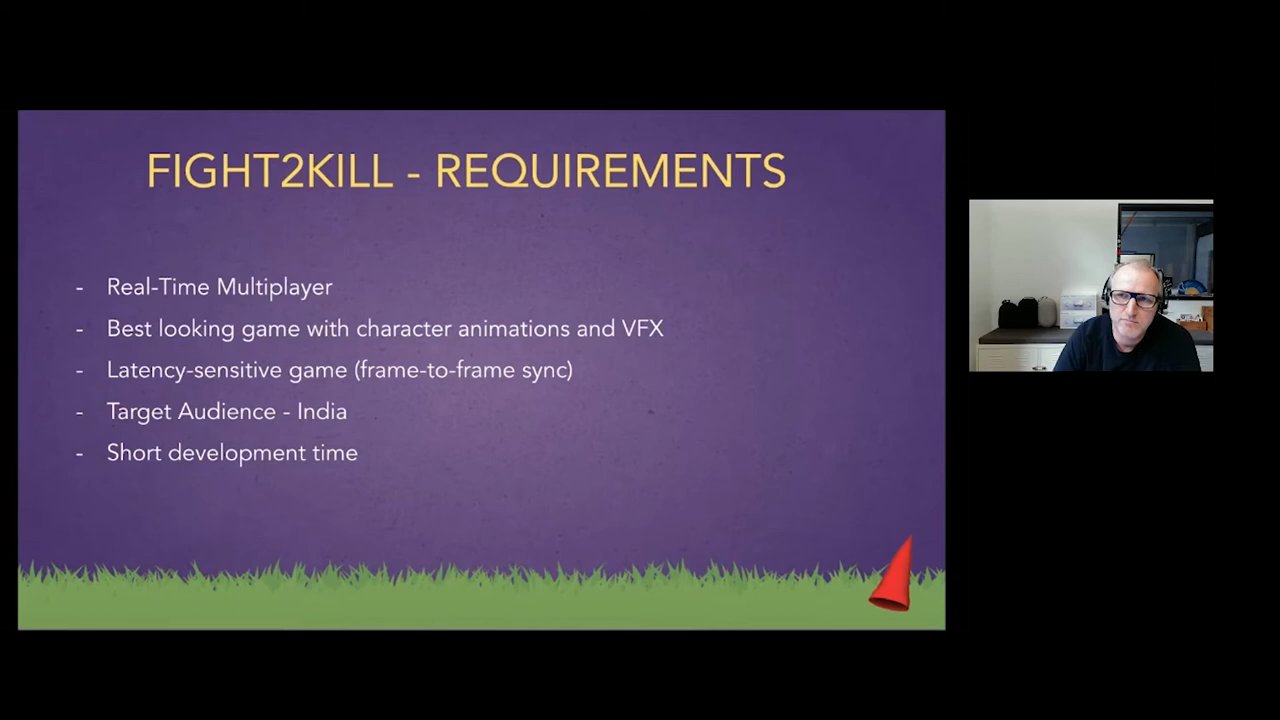 FIGHT2KILL - REQUIREMENTS
- Real-Time Multiplayer
- Best looking game with character animations and VFX
- Latency-sensitive game (frame-to-frame sync)
- Target Audience - India
- Short development time